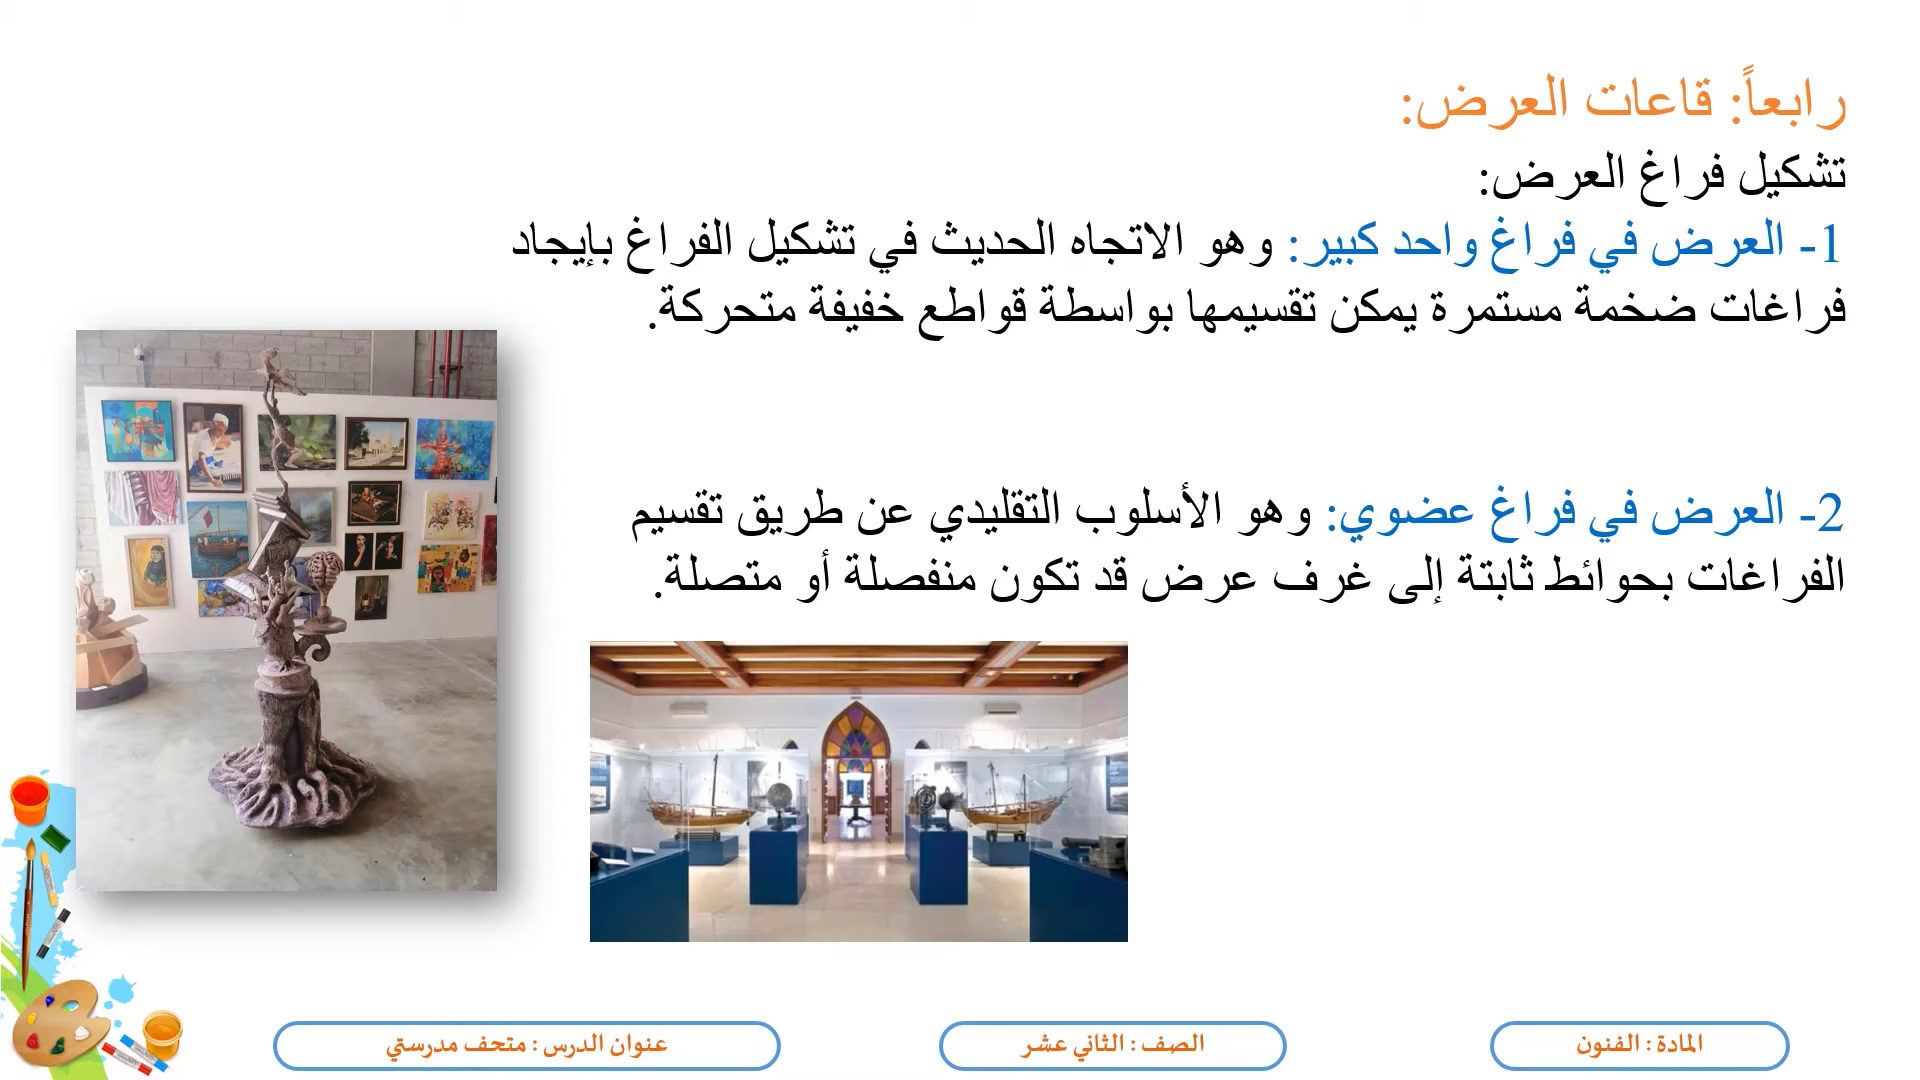 رابعاً: قاعات العرض:
تشكيل فراغ العرض:
1- العرض في فراغ واحد كبير: وهو الاتجاه الحديث في تشكيل الفراغ بإيجاد
فراغات ضخمة مستمرة يمكن تقسيمها بواسطة قواطع خفيفة متحركة.
2- العرض في فراغ عضوي: وهو الأسلوب التقليدي عن طريق تقسيم
الفراغات بحوائط ثابتة إلى غرف عرض قد تكون منفصلة أو متصلة.
المادة : الفنون
الصف : الثاني عشر
عنوان الدرس : متحف مدرستي